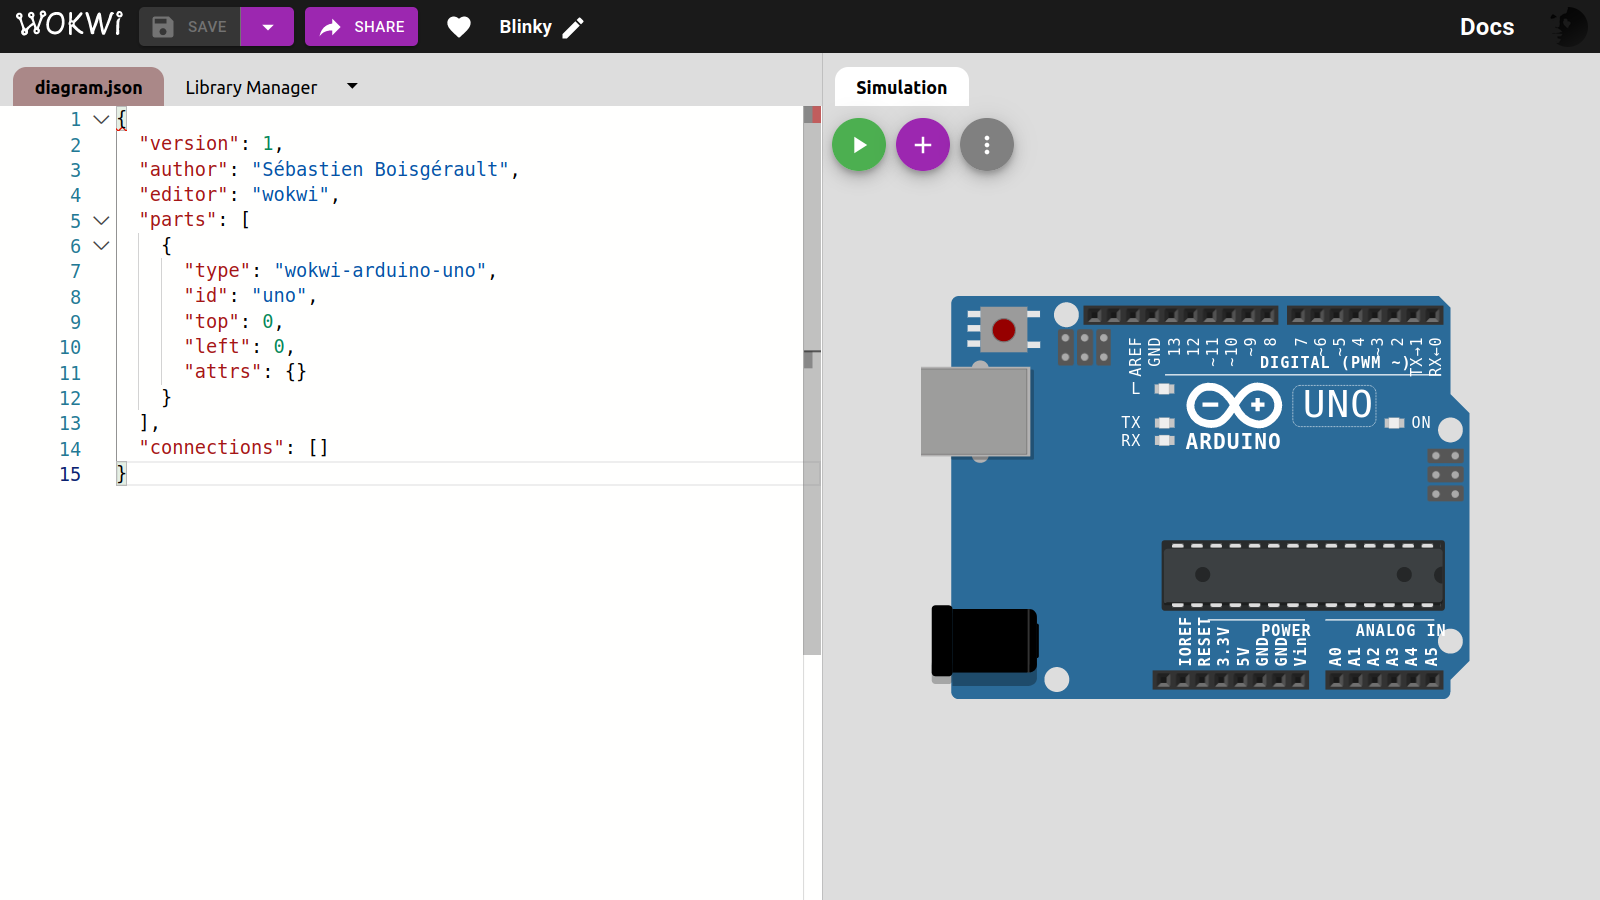 WOKWI SAVE SHARE Blinky Docs
diagram.json Library Manager Simulation
1 {
2 "version": 1,
3 "author": "Sébastien Boisgérault",
4 "editor": "wokwi",
5 "parts": [
6 {
7 "type": "wokwi-arduino-uno",
8 "id": "uno",
9 "top": 0,
10 "left": 0,
11 "attrs": {}
12 }
13 ],
14 "connections": []
15 }
AREF GND 13 12 ~11 ~10 ~9 8 7 ~6 ~5 4 ~3 2 TX→1 RX←0
DIGITAL (PWM ~)
L
UNO
TX ON
RX ARDUINO
POWER ANALOG IN
IOREF RESET 3.3V 5V GND GND Vin A0 A1 A2 A3 A4 A5